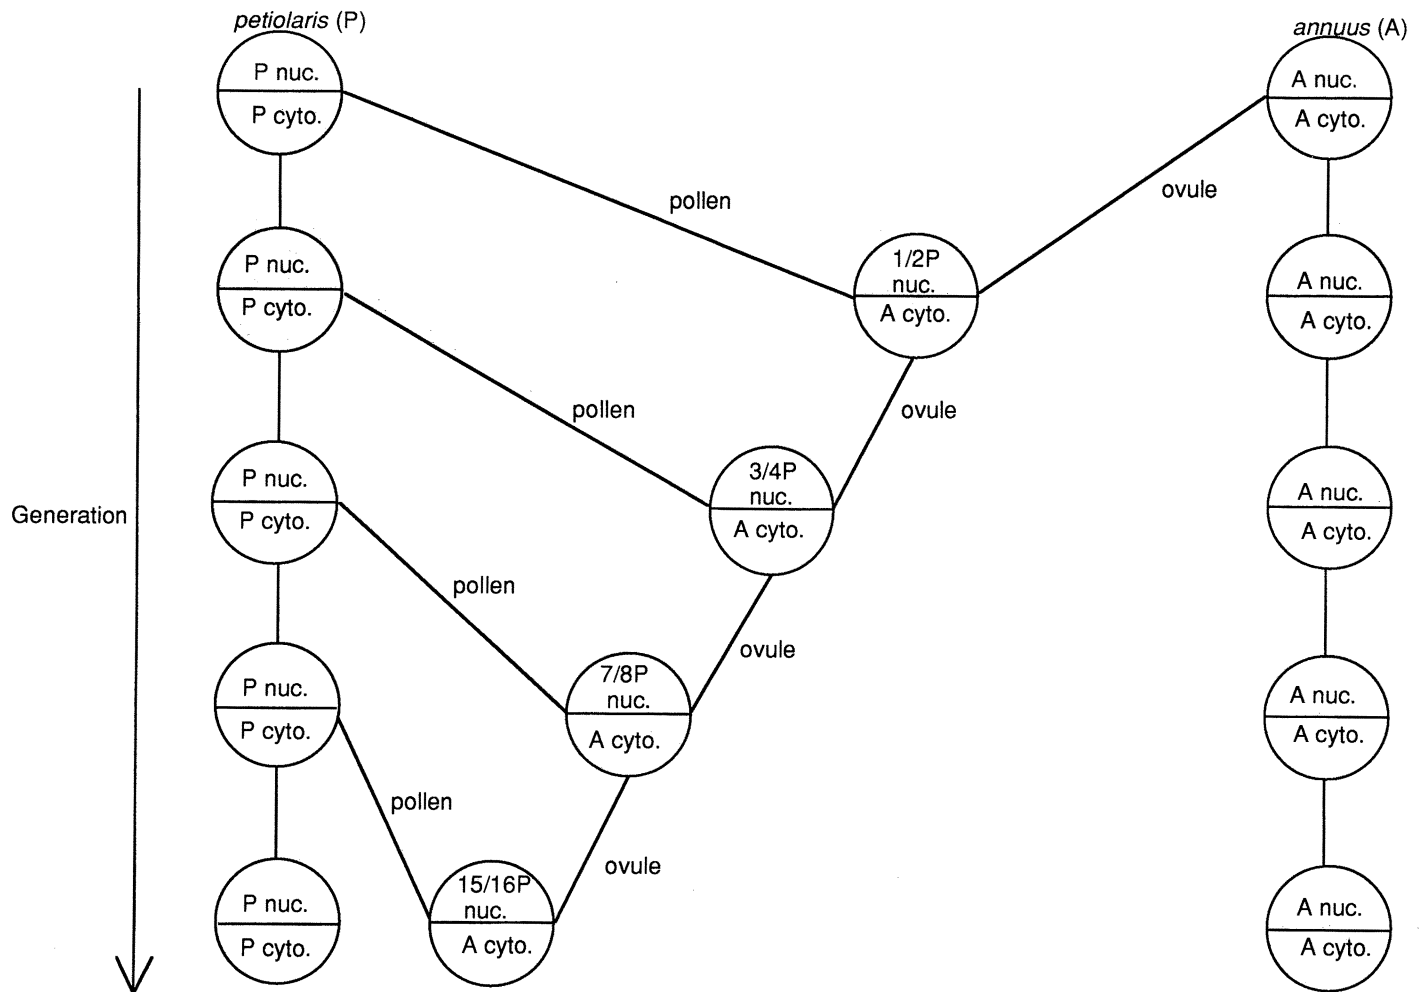 petiolaris (P)
annuus (A)
P nuc.
P cyto.
A nuc.
A cyto.
pollen
ovule
P nuc.
P cyto.
1/2P
nuc.
A cyto.
A nuc.
A cyto.
pollen
ovule
P nuc.
P cyto.
3/4P
nuc.
A cyto.
A nuc.
A cyto.
Generation
pollen
ovule
P nuc.
P cyto.
7/8P
nuc.
A cyto.
A nuc.
A cyto.
pollen
ovule
P nuc.
P cyto.
15/16P
nuc.
A cyto.
A nuc.
A cyto.